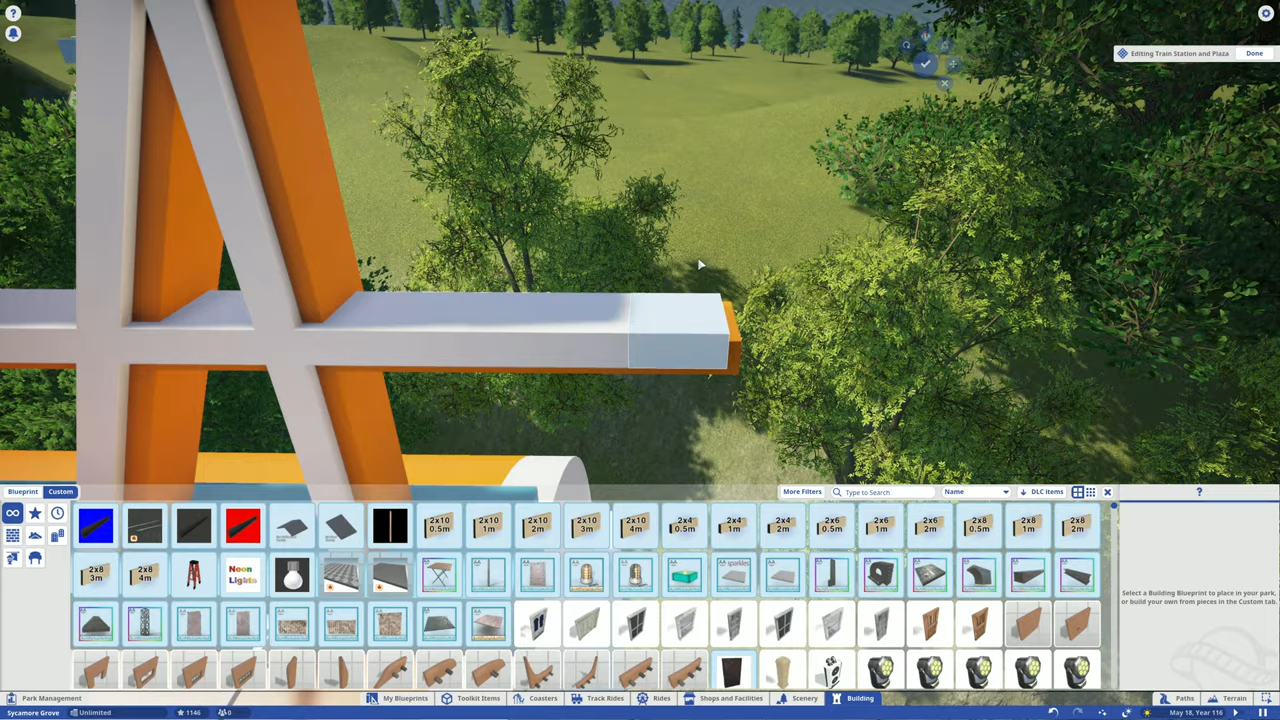 ?
Editing Train Station and Plaza Done
Blueprint Custom
More Filters Type to Search Name DLC items
?
2x10 0.5m
2x10 1m
2x10 2m
2x10 3m
2x10 4m
2x4 0.5m
2x4 1m
2x4 2m
2x6 0.5m
2x6 1m
2x6 2m
2x8 0.5m
2x8 1m
2x8 2m
2x8 3m
2x8 4m
Neon Lights
sparkles
Select a Building Blueprint to place in your park,
or build your own from pieces in the Custom tab.
Park Management My Blueprints Toolkit Items Coasters Track Rides Rides Shops and Facilities Scenery Building Paths Terrain
Sycamore Grove Unlimited 1146 0 May 18, Year 116